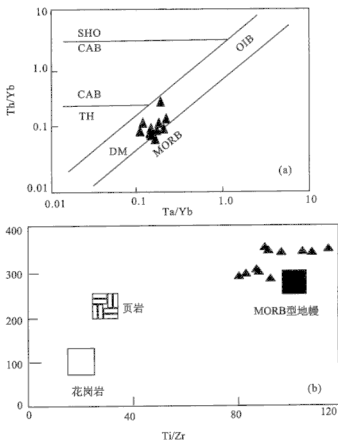 10
SHO
CAB
OIB
1.0
Th/Yb
CAB
TH
0.1
DM
MORB
(a)
0.01
0.01
0.1
1.0
10
Ta/Yb
400
(b)
300
MORB型地幔
页岩
200
100
花岗岩
0
0
40
80
120
Ti/Zr